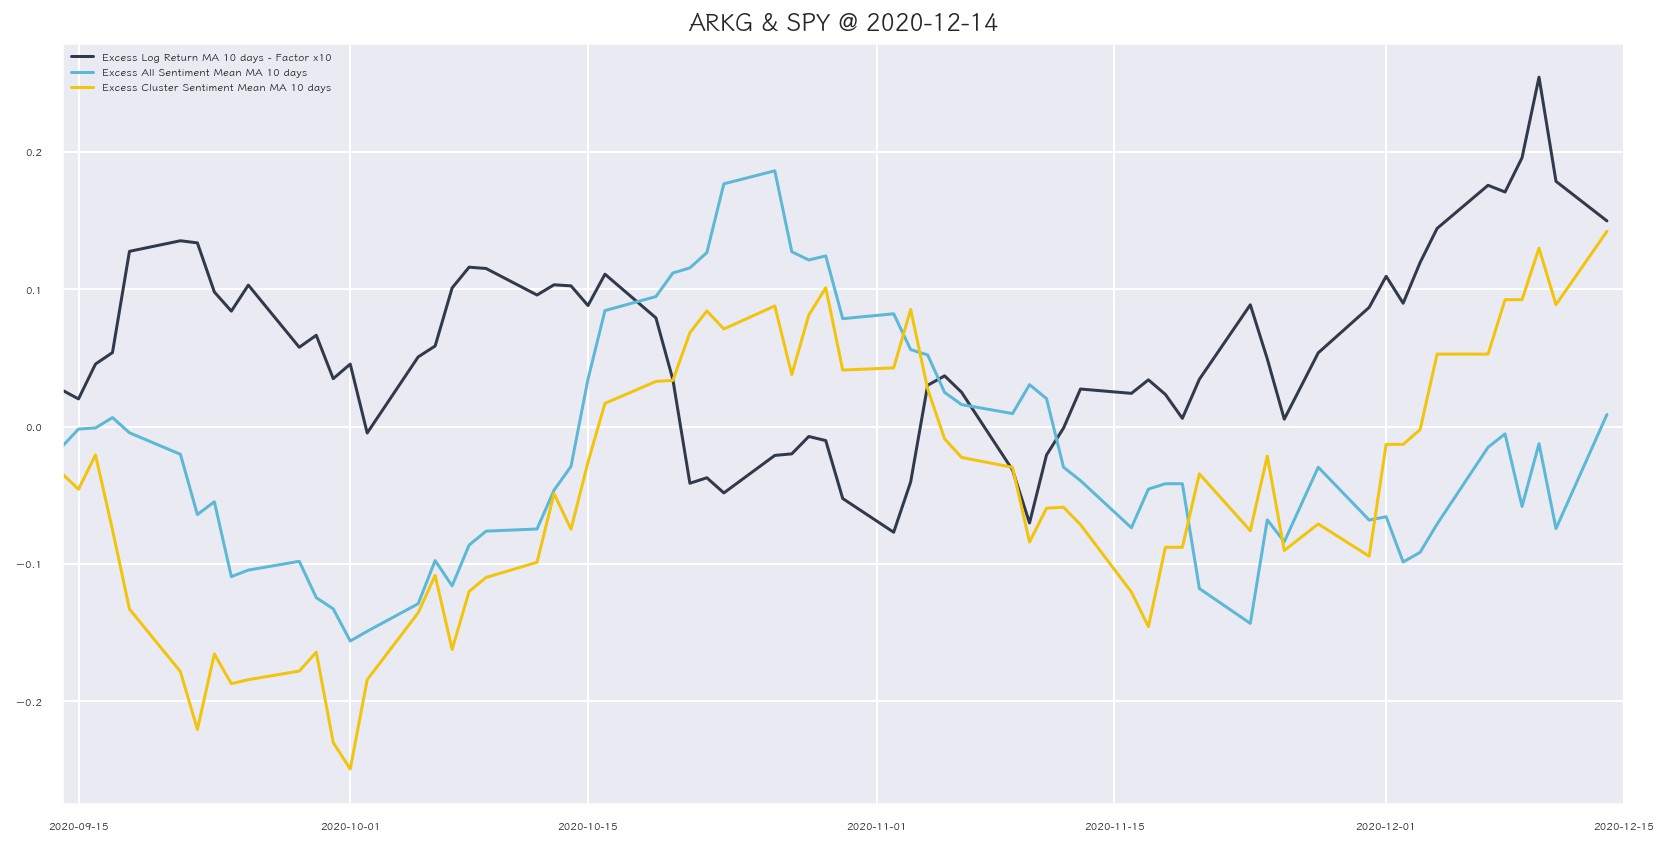 ARKG & SPY @ 2020-12-14
Excess Log Return MA 10 days - Factor x10
Excess All Sentiment Mean MA 10 days
Excess Cluster Sentiment Mean MA 10 days
0.2
0.1
0.0
−0.1
−0.2
2020-09-15 2020-10-01 2020-10-15 2020-11-01 2020-11-15 2020-12-01 2020-12-15